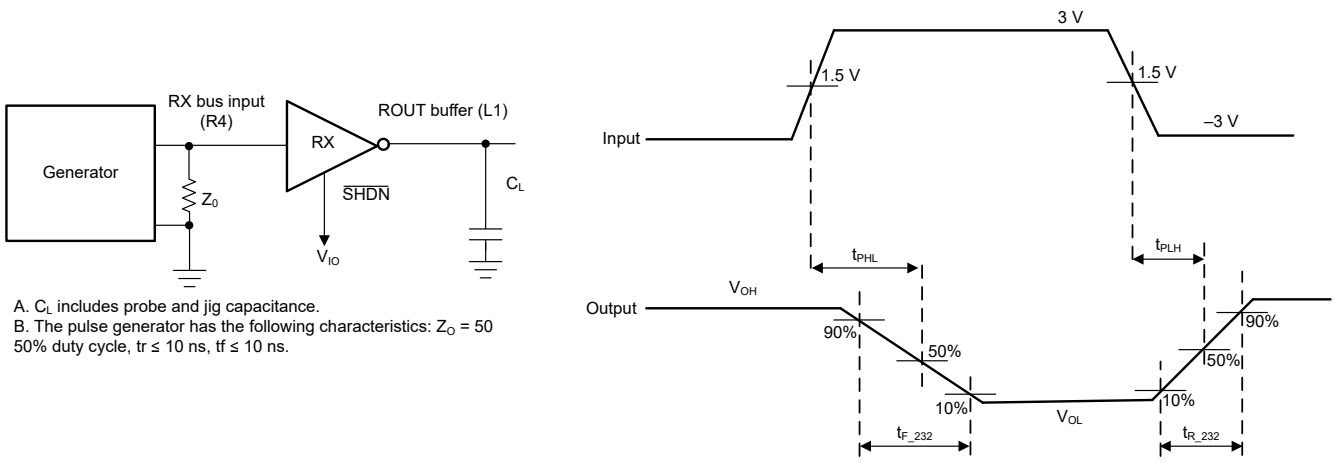 Generator
RX bus input
(R4)
Z0
RX
SHDN
VIO
ROUT buffer (L1)
CL
A. CL includes probe and jig capacitance.
B. The pulse generator has the following characteristics: ZO = 50
50% duty cycle, tr ≤ 10 ns, tf ≤ 10 ns.
3 V
1.5 V
1.5 V
Input
–3 V
tPHL
tPLH
Output
VOH
90%
50%
10%
VOL
90%
50%
10%
tF_232
tR_232